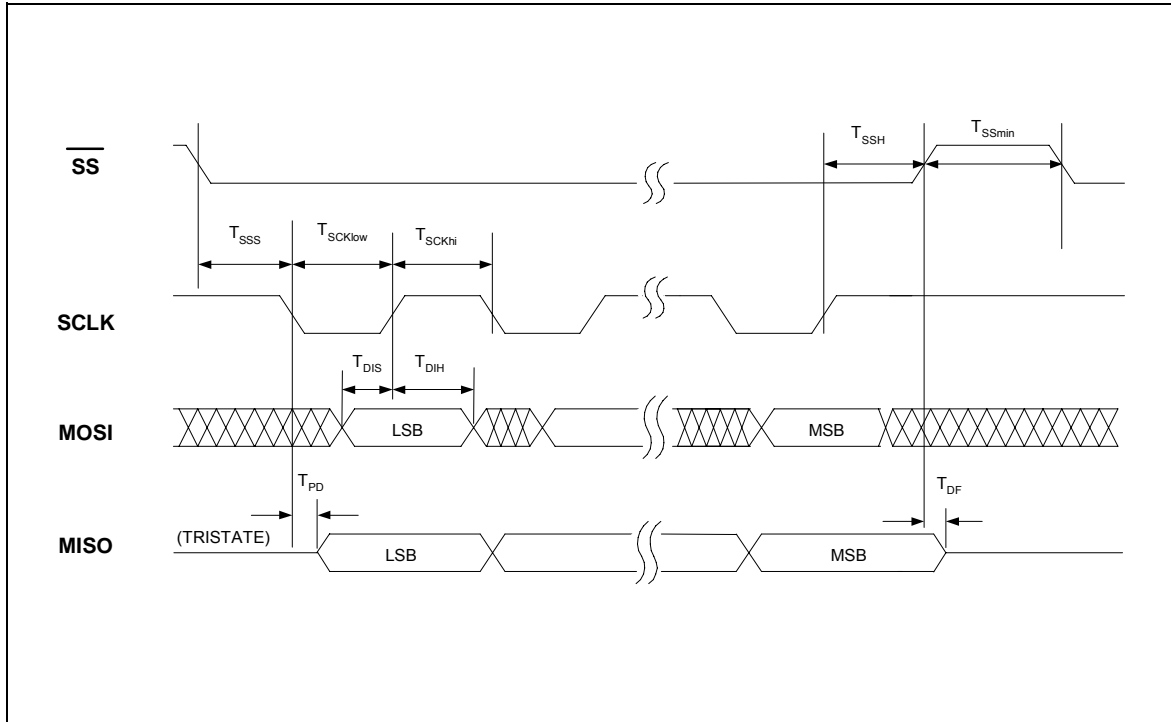 T_SSH
T_SSmin
SS
T_SSS
T_SCKlow
T_SCKhi
SCLK
T_DIS
T_DIH
MOSI
LSB
MSB
T_PD
T_DF
MISO
(TRISTATE)
LSB
MSB